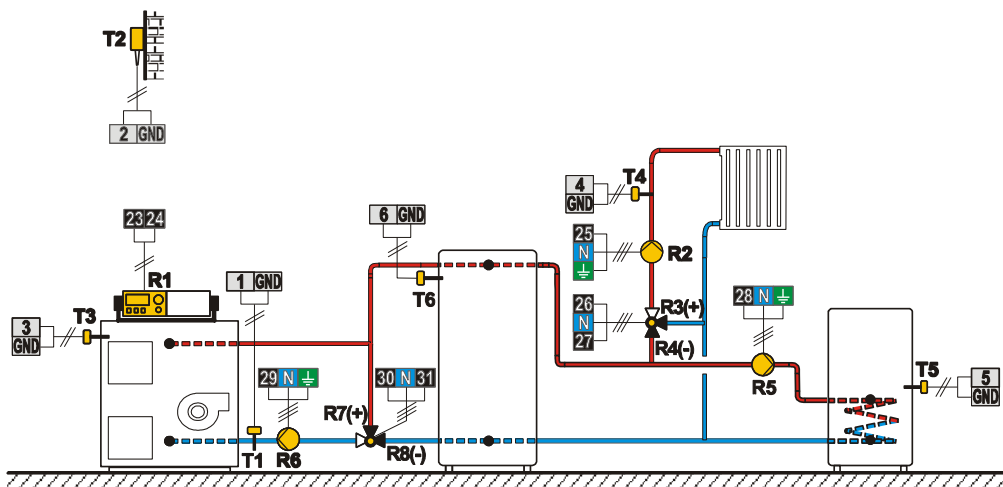 T2
2 GND
23 24
R1
1 GND
6 GND
T6
3
GND
T3
4
GND
T4
25
N
R2
26
N
27
R3(+)
R4(-)
28 N
R5
T5
5
GND
29 N
30 N 31
R7(+)
R8(-)
T1
R6